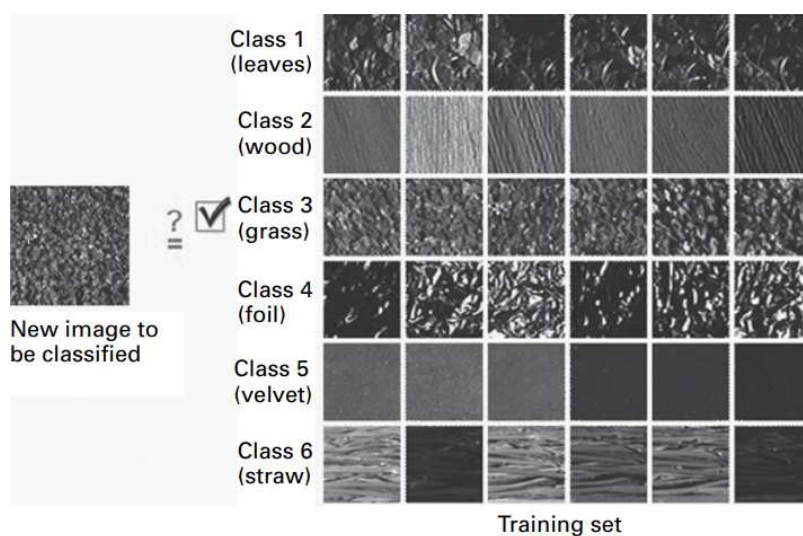 Class 1
(leaves)
Class 2
(wood)
? =
Class 3
(grass)
New image to
be classified
Class 4
(foil)
Class 5
(velvet)
Class 6
(straw)
Training set